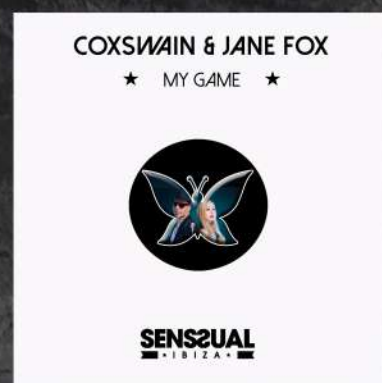 COXSWAIN & JANE FOX
★ MY GAME ★
SENSSUAL
★ IBIZA ★